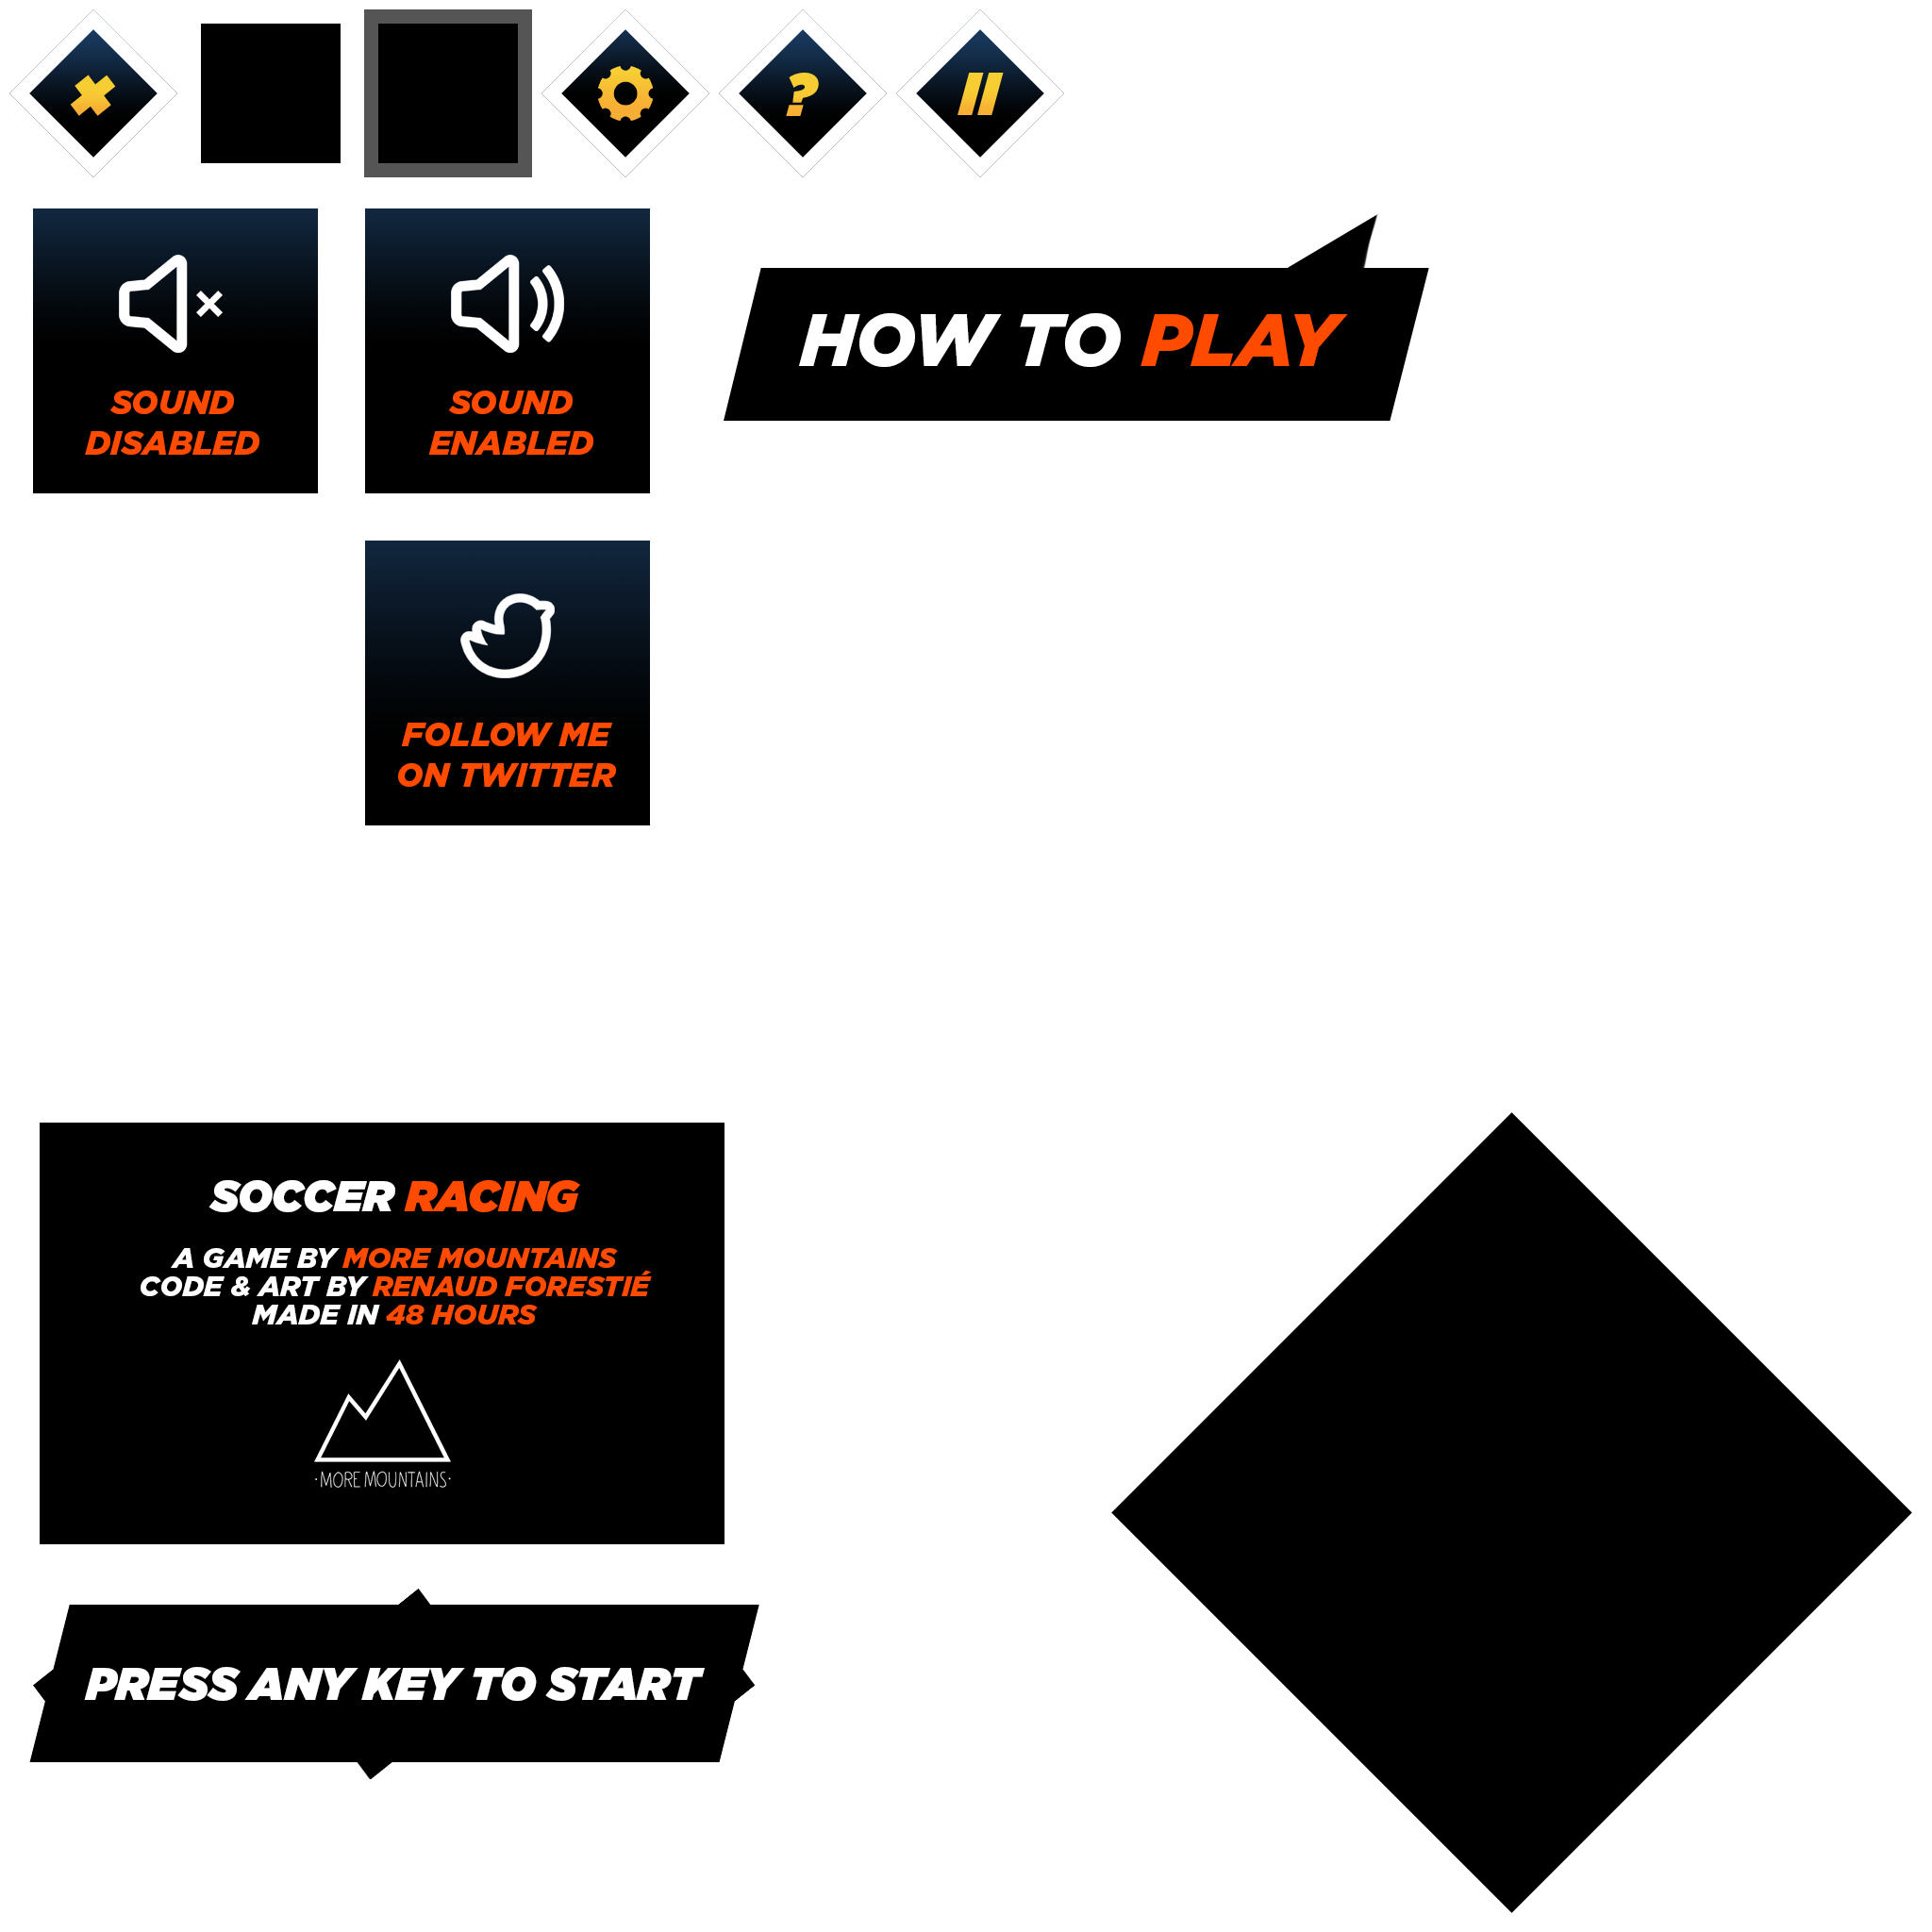 ?
HOW TO PLAY
SOUND
DISABLED
SOUND
ENABLED
FOLLOW ME
ON TWITTER
SOCCER RACING
A GAME BY MORE MOUNTAINS
CODE & ART BY RENAUD FORESTIÉ
MADE IN 48 HOURS
·MORE MOUNTAINS·
PRESS ANY KEY TO START